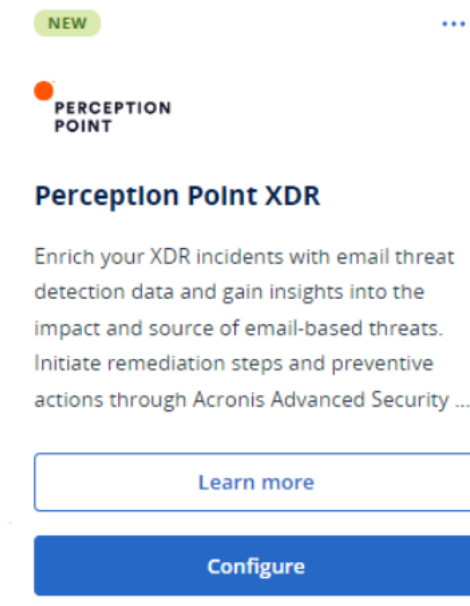 NEW
...
PERCEPTION
POINT
Perception Point XDR
Enrich your XDR incidents with email threat
detection data and gain insights into the
impact and source of email-based threats.
Initiate remediation steps and preventive
actions through Acronis Advanced Security ...
Learn more
Configure